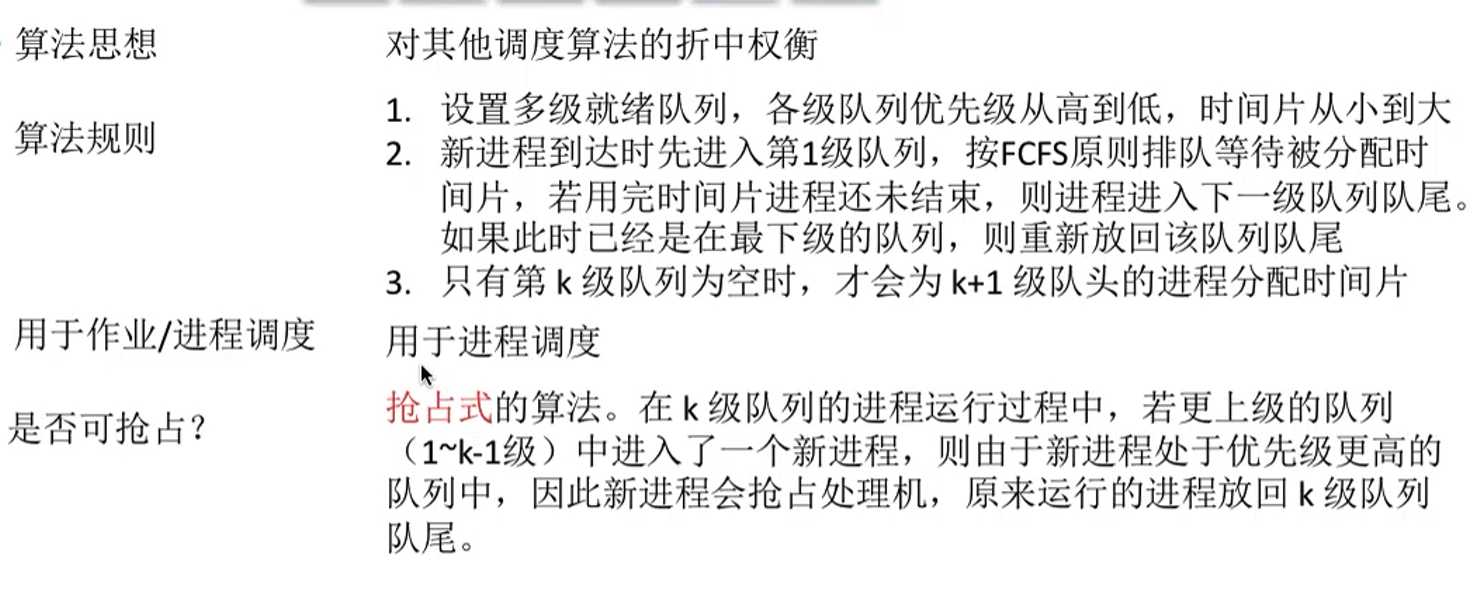 算法思想
对其他调度算法的折中权衡
算法规则
1. 设置多级就绪队列，各级队列优先级从高到低，时间片从小到大
2. 新进程到达时先进入第1级队列，按FCFS原则排队等待被分配时
间片，若用完时间片进程还未结束，则进程进入下一级队列队尾。
如果此时已经是在最下级的队列，则重新放回该队列队尾
3. 只有第 k 级队列为空时，才会为 k+1 级队头的进程分配时间片
用于作业/进程调度
用于进程调度
是否可抢占？
抢占式的算法。在 k 级队列的进程运行过程中，若更上级的队列
（1~k-1级）中进入了一个新进程，则由于新进程处于优先级更高的
队列中，因此新进程会抢占处理机，原来运行的进程放回 k 级队列
队尾。